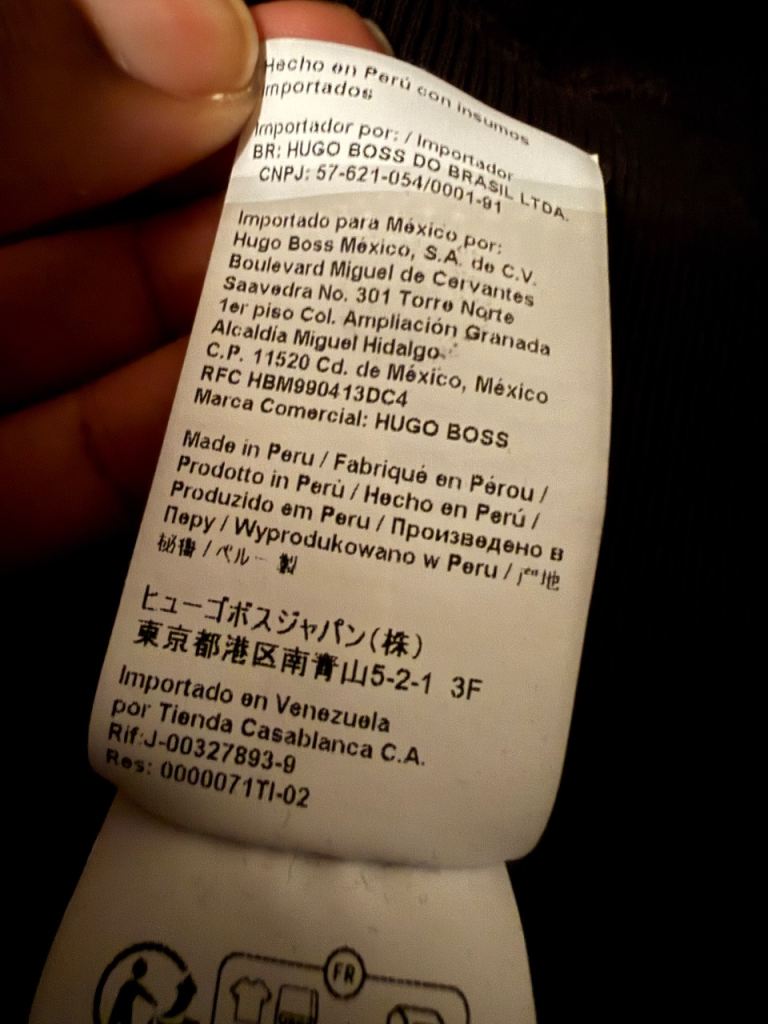 Hecho en Perú con insumos
importados
Importador por: / Importador
BR: HUGO BOSS DO BRASIL LTDA.
CNPJ: 57-621-054/0001-91
Importado para México por:
Hugo Boss México, S.A. de C.V.
Boulevard Miguel de Cervantes
Saavedra No. 301 Torre Norte
1er piso Col. Ampliación Granada
Alcaldía Miguel Hidalgo.
C.P. 11520 Cd. de México, México
RFC HBM990413DC4
Marca Comercial: HUGO BOSS
Made in Peru / Fabriqué en Pérou /
Prodotto in Perù / Hecho en Perú /
Produzido em Peru / Произведено в
Перу / Wyprodukowano w Peru / 产地
秘鲁 / ペルー 製
ヒューゴボスジャパン(株)
東京都港区南青山5-2-1 3F
Importado en Venezuela
por Tienda Casablanca C.A.
Rif:J-00327893-9
Res: 0000071TI-02
FR